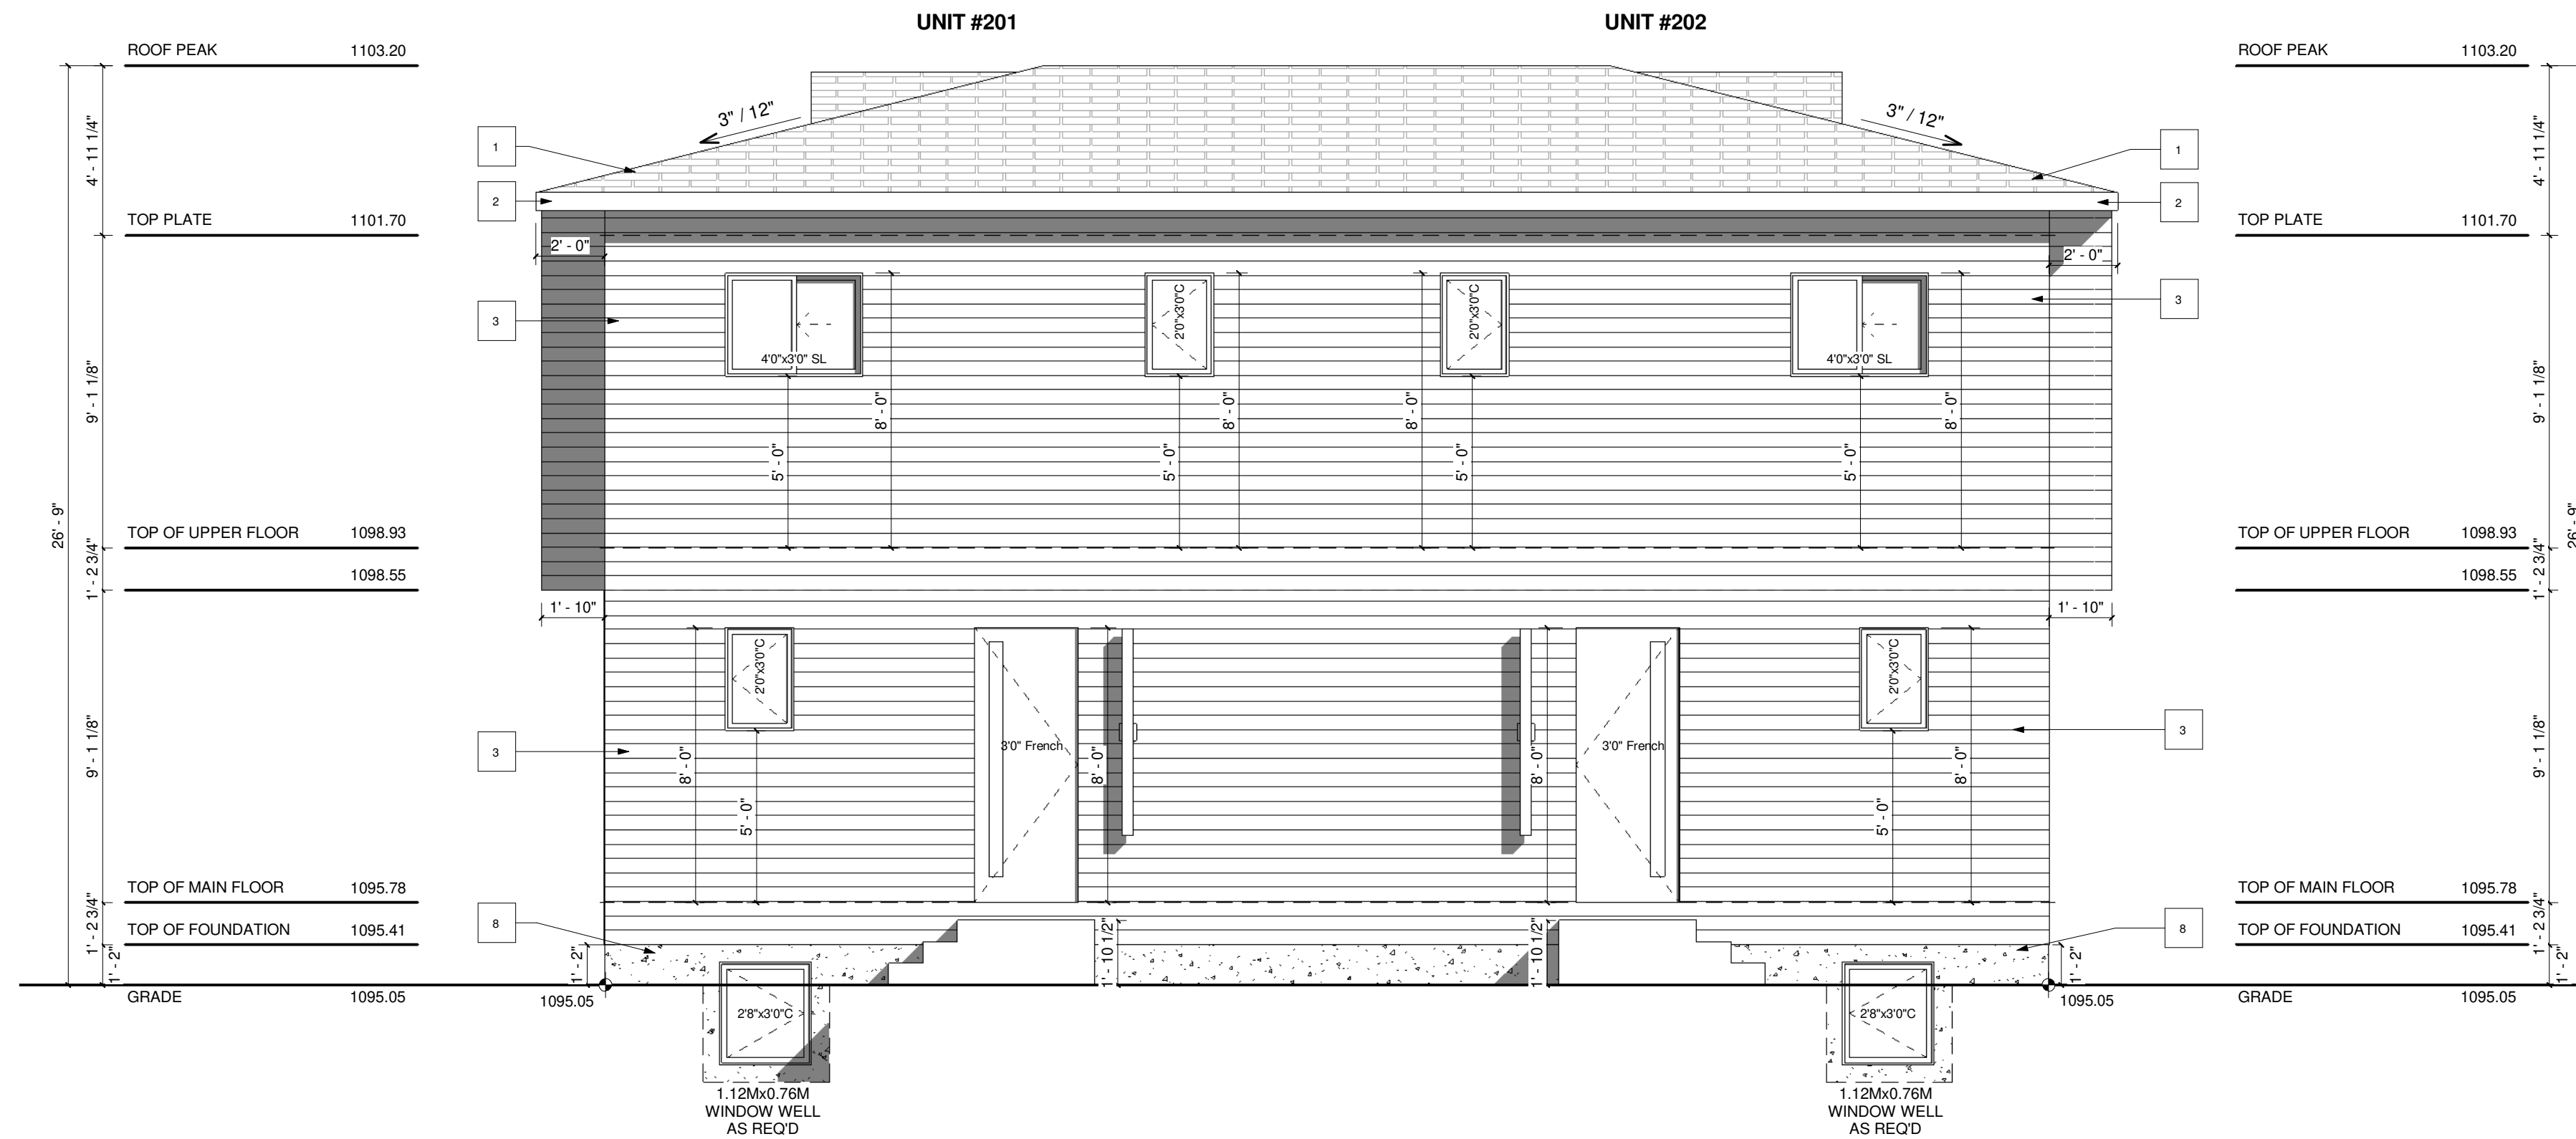 UNIT #201
UNIT #202
ROOF PEAK 1103.20
ROOF PEAK 1103.20
3" / 12"
3" / 12"
4' - 11 1/4"
1
1
4' - 11 1/4"
2
2
TOP PLATE 1101.70
TOP PLATE 1101.70
2' - 0"
2' - 0"
3
3
2'0"x3'0"C
2'0"x3'0"C
4'0"x3'0" SL
4'0"x3'0" SL
9' - 1 1/8"
8' - 0"
8' - 0"
8' - 0"
8' - 0"
9' - 1 1/8"
5' - 0"
5' - 0"
5' - 0"
5' - 0"
26' - 9"
26' - 9"
TOP OF UPPER FLOOR 1098.93
TOP OF UPPER FLOOR 1098.93
1' - 2 3/4"
1' - 2 3/4"
1098.55
1098.55
1' - 10"
1' - 10"
2'0"x3'0"C
2'0"x3'0"C
9' - 1 1/8"
3
3'0" French
3'0" French
3
9' - 1 1/8"
8' - 0"
8' - 0"
8' - 0"
8' - 0"
5' - 0"
5' - 0"
TOP OF MAIN FLOOR 1095.78
TOP OF MAIN FLOOR 1095.78
1' - 2 3/4"
1' - 2 3/4"
8
8
TOP OF FOUNDATION 1095.41
TOP OF FOUNDATION 1095.41
1' - 2"
1' - 2"
1' - 10 1/2"
1' - 10 1/2"
1' - 2"
1' - 2"
GRADE 1095.05
1095.05
1095.05
GRADE 1095.05
2'8"x3'0"C
2'8"x3'0"C
1.12Mx0.76M
WINDOW WELL
AS REQ'D
1.12Mx0.76M
WINDOW WELL
AS REQ'D